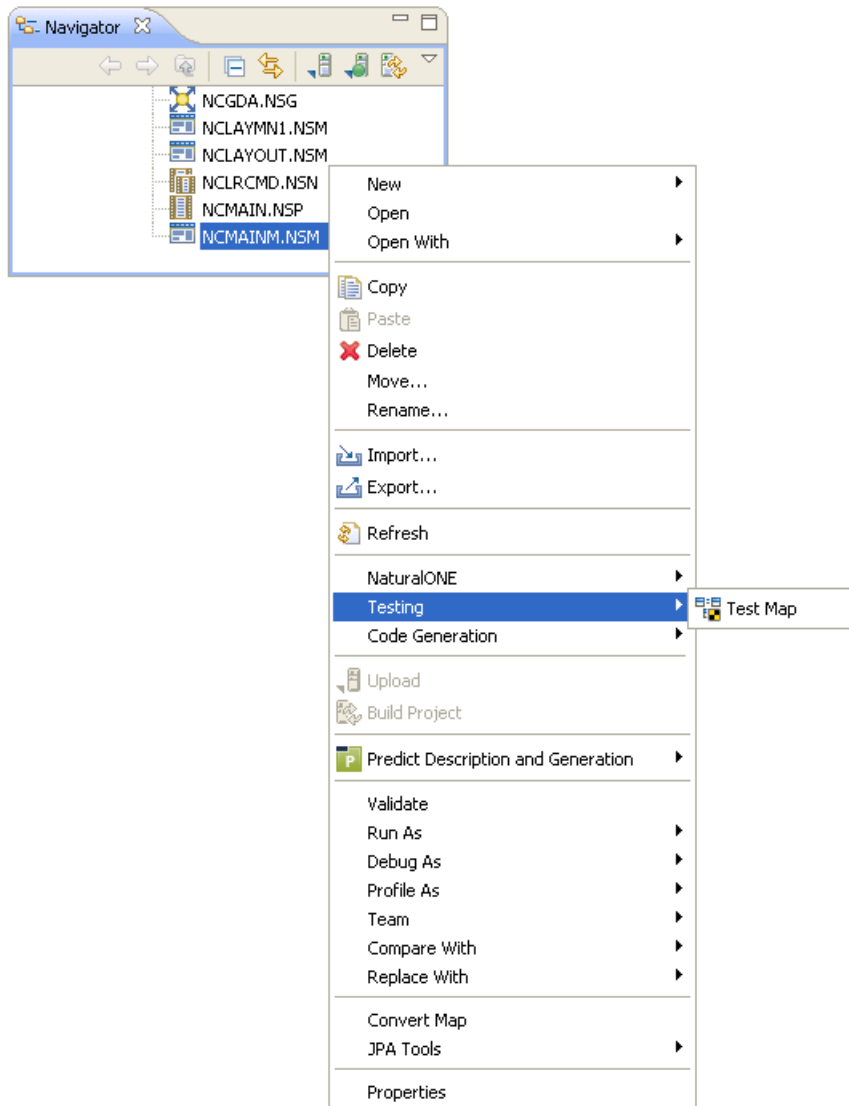 Navigator
NCGDA.NSG
NCLAYMN1.NSM
NCLAYOUT.NSM
NCLRCMD.NSN
NCMAIN.NSP
NCMAINM.NSM
New
Open
Open With
Copy
Paste
Delete
Move...
Rename...
Import...
Export...
Refresh
NaturalONE
Testing
Test Map
Code Generation
Upload
Build Project
P Predict Description and Generation
Validate
Run As
Debug As
Profile As
Team
Compare With
Replace With
Convert Map
JPA Tools
Properties